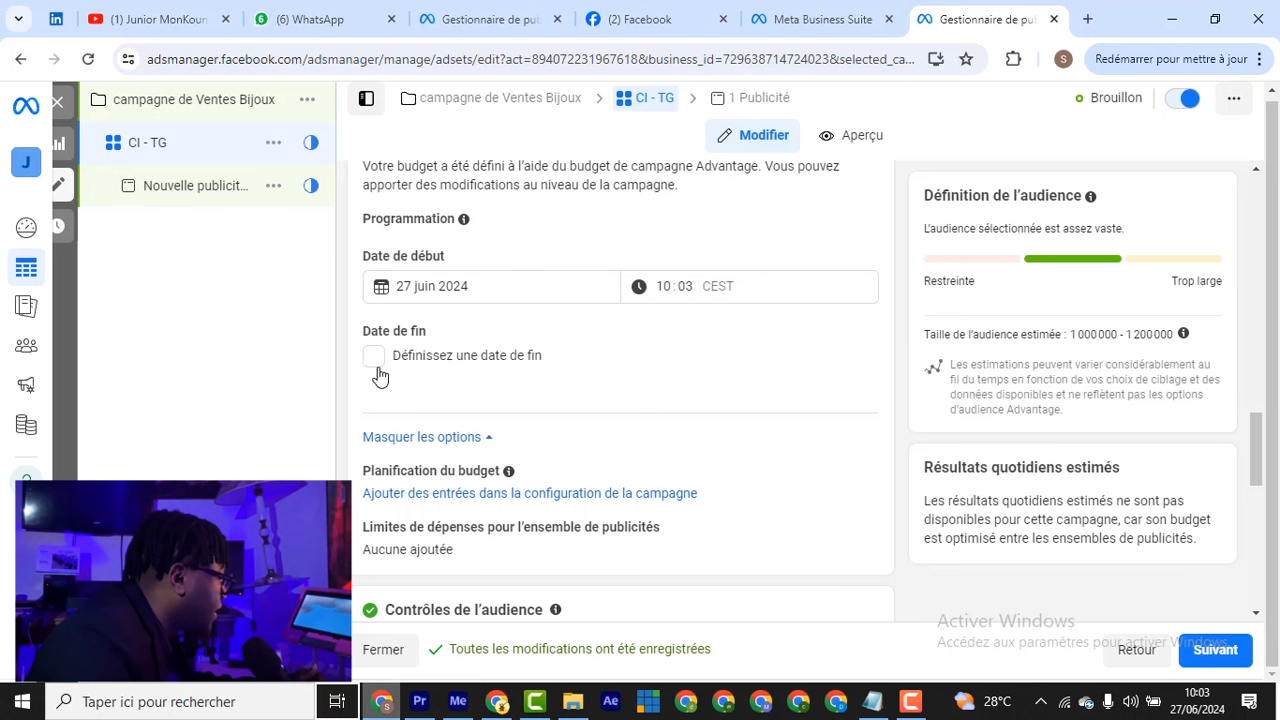 (1) Junior MonKoun
(6) WhatsApp
Gestionnaire de pu
(2) Facebook
Meta Business Suite
Gestionnaire de pu
adsmanager.facebook.com/adsmanager/manage/adsets/edit?act=8940722319676618&business_id=729638714724023&selected_ca...
Redémarrer pour mettre à jour
campagne de Ventes Bijoux
CI - TG
Nouvelle publicit...
J
campagne de Ventes Bijoux
CI - TG
1 Publicité
Brouillon
Modifier
Aperçu
Votre budget a été défini à l'aide du budget de campagne Advantage. Vous pouvez
apporter des modifications au niveau de la campagne.
Programmation
Date de début
27 juin 2024
10 : 03 CEST
Date de fin
Définissez une date de fin
Masquer les options
Planification du budget
Ajouter des entrées dans la configuration de la campagne
Limites de dépenses pour l'ensemble de publicités
Aucune ajoutée
Contrôles de l'audience
Définition de l'audience
L'audience sélectionnée est assez vaste.
Restreinte
Trop large
Taille de l'audience estimée : 1 000 000 - 1 200 000
Les estimations peuvent varier considérablement au
fil du temps en fonction de vos choix de ciblage et des
données disponibles et ne reflètent pas les options
d'audience Advantage.
Résultats quotidiens estimés
Les résultats quotidiens estimés ne sont pas
disponibles pour cette campagne, car son budget
est optimisé entre les ensembles de publicités.
Activer Windows
Accédez aux paramètres pour activer Windows.
Fermer
Toutes les modifications ont été enregistrées
Retour
Suivant
Taper ici pour rechercher
Pr
Me
Ae
28°C
10:03
27/06/2024